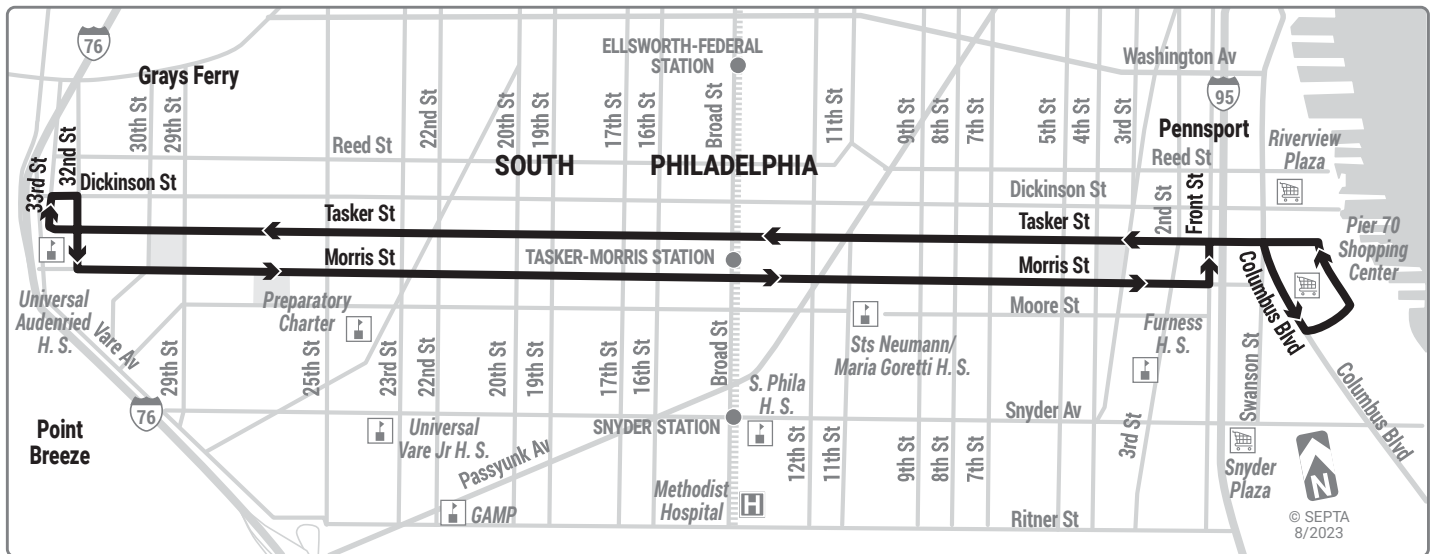 76
Grays Ferry
ELLSWORTH-FEDERAL
STATION
Washington Av
95
Pennsport
Riverview
Plaza
33rd St
32nd St
30th St
29th St
22nd St
20th St
19th St
17th St
16th St
Broad St
11th St
9th St
8th St
7th St
5th St
4th St
3rd St
Reed St
Reed St
SOUTH PHILADELPHIA
Dickinson St
Dickinson St
2nd St
Front St
Tasker St
Tasker St
Pier 70
Shopping
Center
Morris St
TASKER-MORRIS STATION
Morris St
Columbus Blvd
Universal
Audenried
H. S.
Vare Av
Preparatory
Charter
Moore St
Sts Neumann/
Maria Goretti H. S.
Furness
H. S.
29th St
25th St
23rd St
22nd St
20th St
19th St
17th St
16th St
Broad St
S. Phila
H. S.
Swanson St
Columbus Blvd
76
Point
Breeze
Universal
Vare Jr H. S.
SNYDER STATION
Snyder Av
Passyunk Av
12th St
11th St
9th St
8th St
7th St
3rd St
Snyder
Plaza
N
GAMP
Methodist
Hospital
H
Ritner St
© SEPTA
8/2023